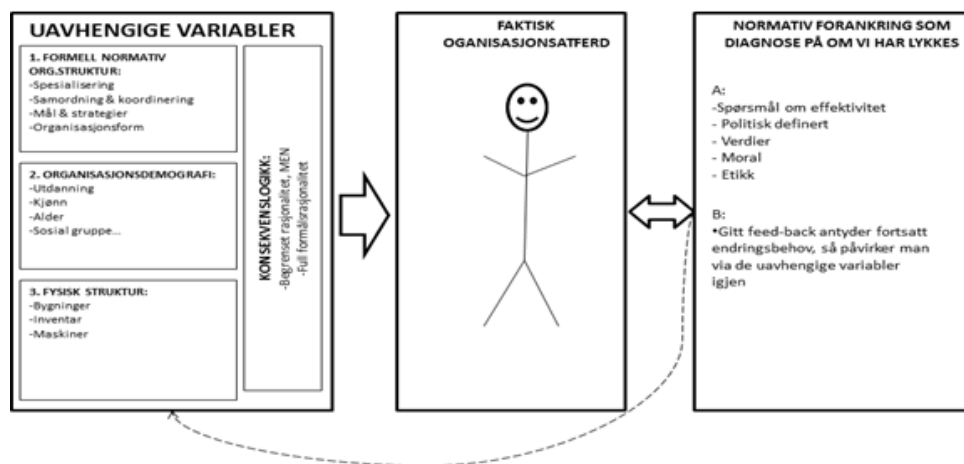 UAVHENGIGE VARIABLER
1. FORMELL NORMATIV
ORG.STRUKTUR:
-Spesialisering
-Samordning & koordinering
-Mål & strategier
-Organisasjonsform
2. ORGANISASJONSDEMOGRAFI:
-Utdanning
-Kjønn
-Alder
-Sosial gruppe...
3. FYSISK STRUKTUR:
-Bygninger
-Inventar
-Maskiner
KONSEKVENSLOGIKK:
-Begrenset rasjonalitet, MEN
-Full formålsrasjonalitet
FAKTISK
OGANISASJONSATFERD
NORMATIV FORANKRING SOM
DIAGNOSE PÅ OM VI HAR LYKKES
A:
-Spørsmål om effektivitet
- Politisk definert
- Verdier
- Moral
- Etikk
B:
•Gitt feed-back antyder fortsatt
endringsbehov, så påvirker man
via de uavhengige variabler
igjen